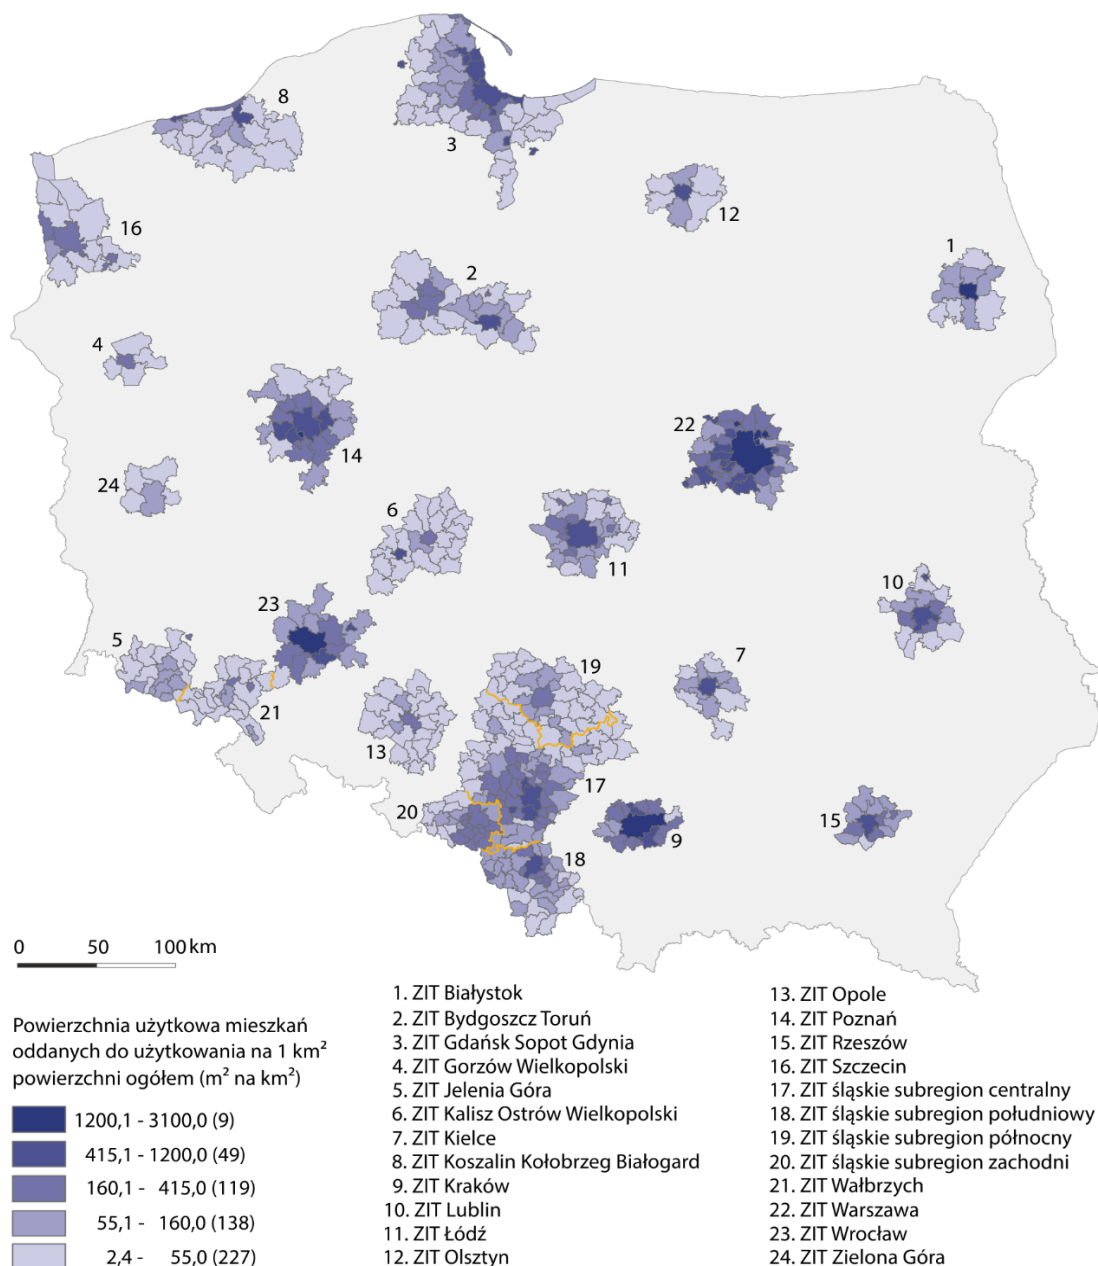 8
3
12
16
1
2
4
22
14
24
6
11
10
23
5
19
7
21
13
17
20
15
9
18
0 50 100 km
Powierzchnia użytkowa mieszkań
oddanych do użytkowania na 1 km²
powierzchni ogółem (m² na km²)
1200,1 - 3100,0 (9)
415,1 - 1200,0 (49)
160,1 - 415,0 (119)
55,1 - 160,0 (138)
2,4 - 55,0 (227)
1. ZIT Białystok
2. ZIT Bydgoszcz Toruń
3. ZIT Gdańsk Sopot Gdynia
4. ZIT Gorzów Wielkopolski
5. ZIT Jelenia Góra
6. ZIT Kalisz Ostrów Wielkopolski
7. ZIT Kielce
8. ZIT Koszalin Kołobrzeg Białogard
9. ZIT Kraków
10. ZIT Lublin
11. ZIT Łódź
12. ZIT Olsztyn
13. ZIT Opole
14. ZIT Poznań
15. ZIT Rzeszów
16. ZIT Szczecin
17. ZIT śląskie subregion centralny
18. ZIT śląskie subregion południowy
19. ZIT śląskie subregion północny
20. ZIT śląskie subregion zachodni
21. ZIT Wałbrzych
22. ZIT Warszawa
23. ZIT Wrocław
24. ZIT Zielona Góra